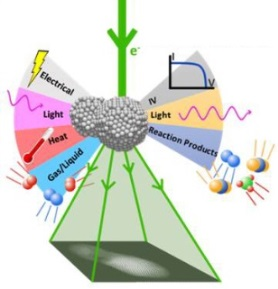 e-
I
V
Electrical
IV
Light
Light
Heat
Reaction Products
Gas/Liquid